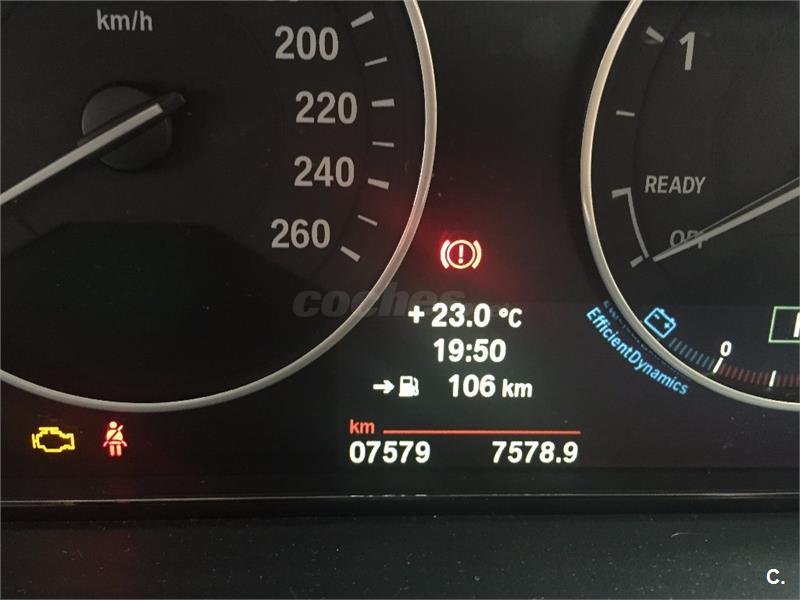 km/h
200
220
240
260
1
READY
OFF
coches.net
+ 23.0 °C
19:50
106 km
EfficientDynamics
0
km
07579 7578.9
C.